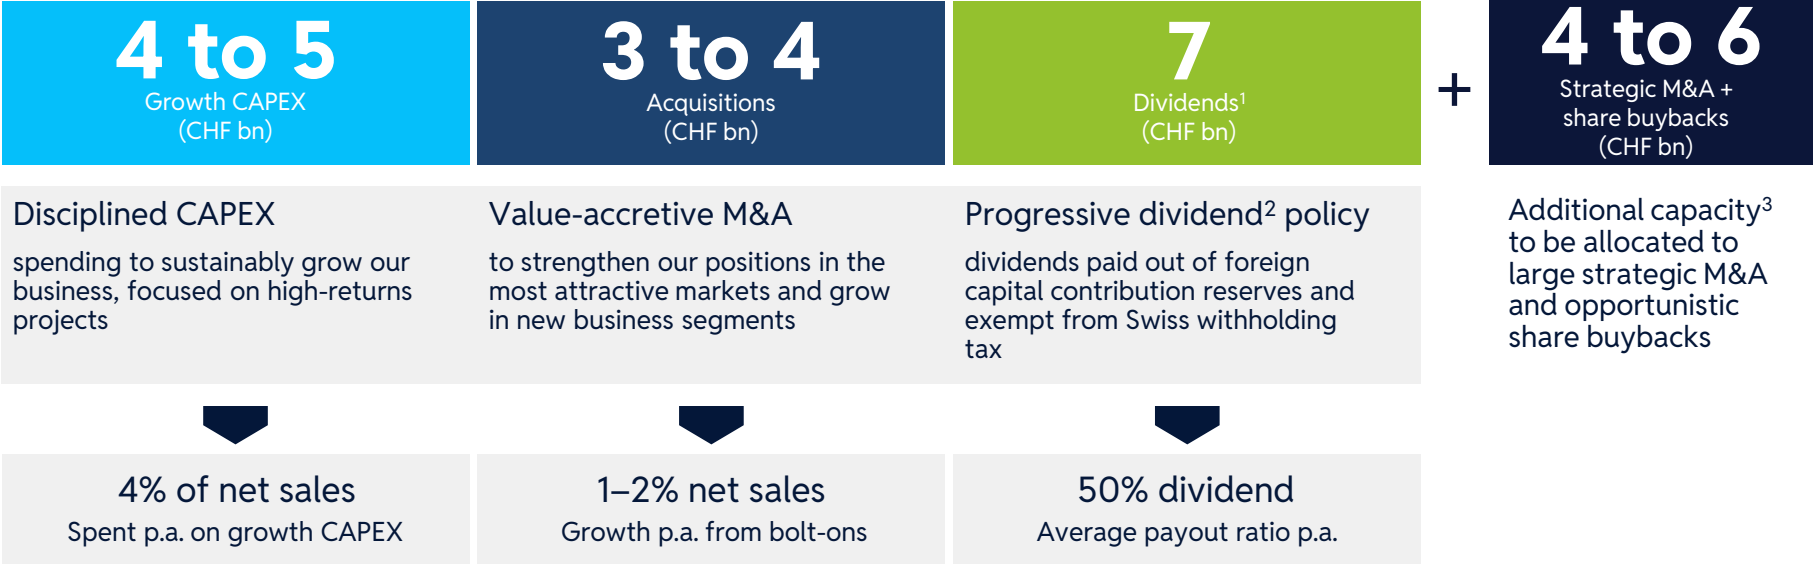 4 to 5
Growth CAPEX
(CHF bn)
3 to 4
Acquisitions
(CHF bn)
7
Dividends¹
(CHF bn)
+
4 to 6
Strategic M&A +
share buybacks
(CHF bn)
Disciplined CAPEX
spending to sustainably grow our
business, focused on high-returns
projects
Value-accretive M&A
to strengthen our positions in the
most attractive markets and grow
in new business segments
Progressive dividend² policy
dividends paid out of foreign
capital contribution reserves and
exempt from Swiss withholding
tax
Additional capacity³
to be allocated to
large strategic M&A
and opportunistic
share buybacks
4% of net sales
Spent p.a. on growth CAPEX
1–2% net sales
Growth p.a. from bolt-ons
50% dividend
Average payout ratio p.a.